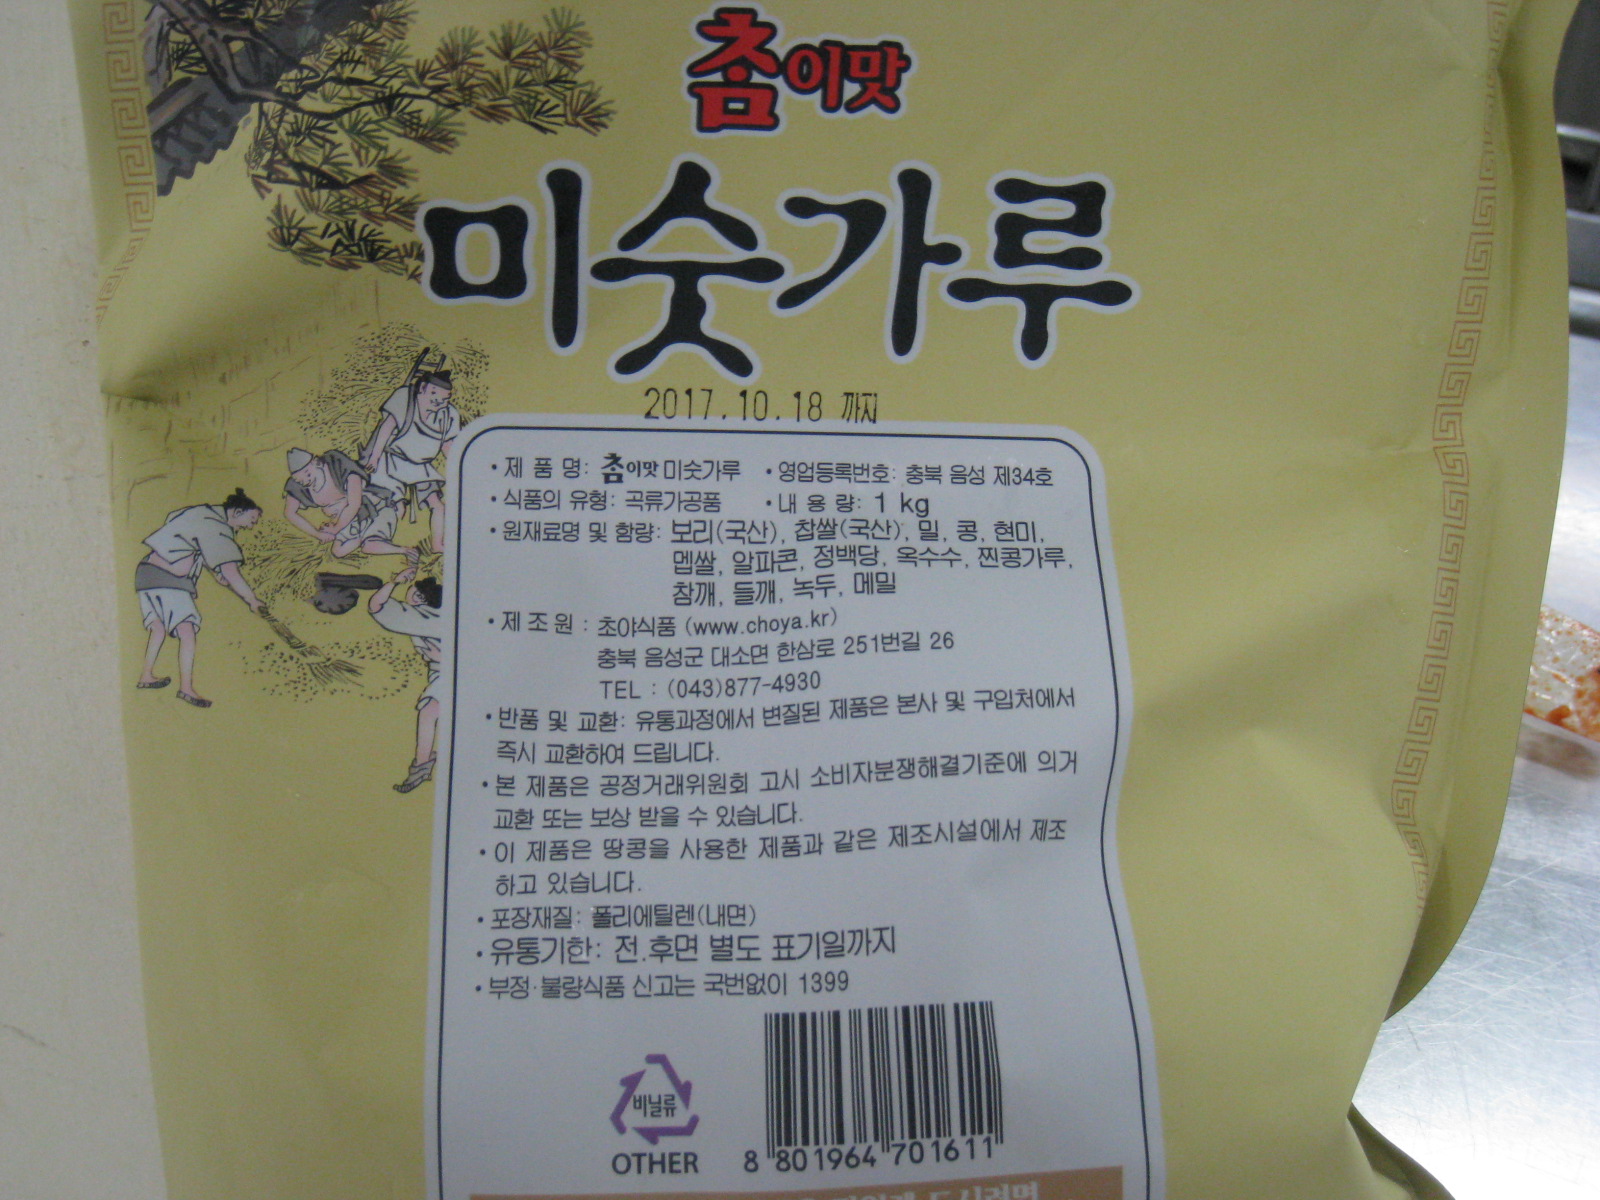 춈이맛
미숫가루
2017.10.18 까지
• 제 품 명: 춈이맛 미숫가루 • 영업등록번호: 충북 음성 제34호
• 식품의 유형: 곡류가공품 • 내 용 량: 1 kg
• 원재료명 및 함량: 보리(국산), 찹쌀(국산), 밀, 콩, 현미,
멥쌀, 알파콘, 정백당, 옥수수, 찐콩가루,
참깨, 들깨, 녹두, 메밀
• 제 조 원 : 초야식품 (www.choya.kr)
충북 음성군 대소면 한삼로 251번길 26
TEL : (043)877-4930
• 반품 및 교환: 유통과정에서 변질된 제품은 본사 및 구입처에서
즉시 교환하여 드립니다.
• 본 제품은 공정거래위원회 고시 소비자분쟁해결기준에 의거
교환 또는 보상 받을 수 있습니다.
• 이 제품은 땅콩을 사용한 제품과 같은 제조시설에서 제조
하고 있습니다.
• 포장재질: 폴리에틸렌(내면)
• 유통기한: 전.후면 별도 표기일까지
• 부정·불량식품 신고는 국번없이 1399
비닐류
OTHER
8 801964 701611